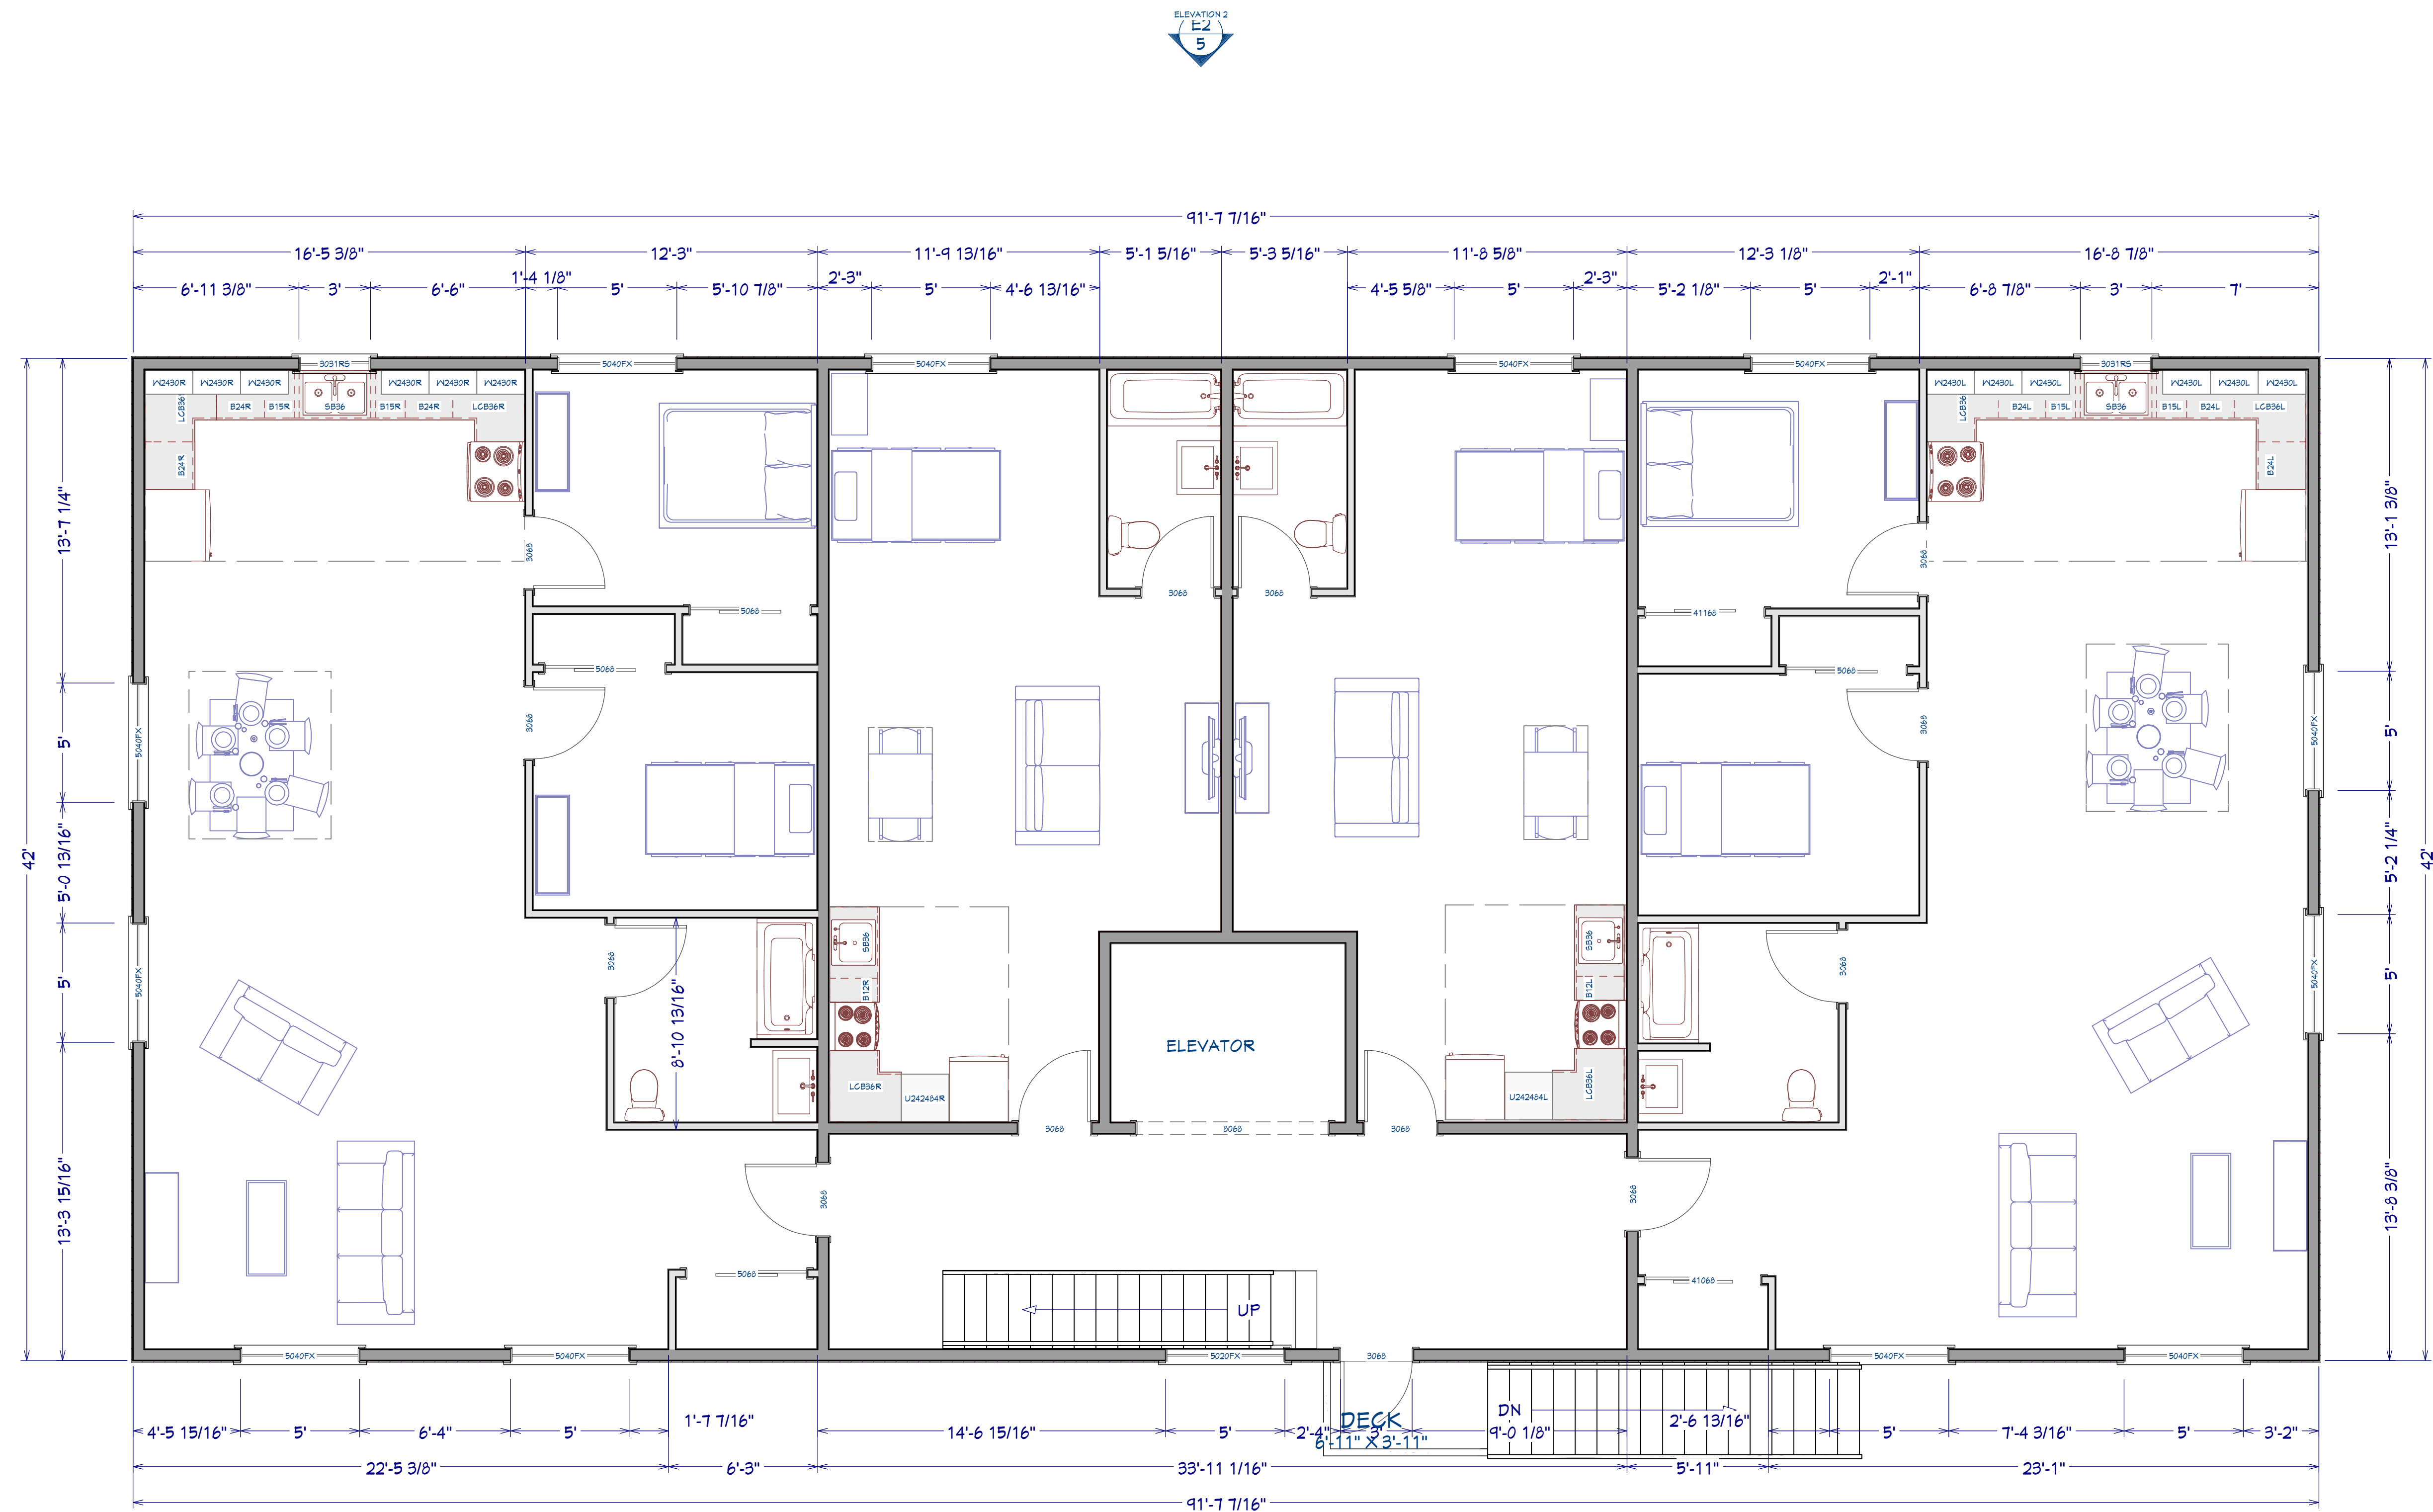 ELEVATION 2
E2
5
91'-7 7/16"
16'-5 3/8" 12'-3" 11'-9 13/16" 5'-1 5/16" 5'-3 5/16" 11'-8 5/8" 12'-3 1/8" 16'-8 7/8"
6'-11 3/8" 3' 6'-6" 1'-4 1/8" 5' 5'-10 7/8" 2'-3" 5' 4'-6 13/16" 4'-5 5/8" 5' 2'-3" 5'-2 1/8" 5' 2'-1" 6'-8 7/8" 3' 7'
3031RS 5040FX 5040FX 5040FX 5040FX 3031RS
W2430R W2430R W2430R W2430R W2430R W2430R W2430L W2430L W2430L W2430L W2430L W2430L
LCB36R B24R B15R SB36 B15R B24R LCB36R LCB36L B24L B15L SB36 B15L B24L LCB36L
B24R B24L
13'-7 1/4" 13'-1 3/8"
3068 3068
3068 3068
5068 41168
5068 5068
3068 3068
5040FX 5' 5' 5040FX
42' 5'-0 13/16" 5'-2 1/4" 42'
SB36 SB36
3068 3068
5040FX 5' 5' 5040FX
B12R B12L
8'-10 13/16"
ELEVATOR
LCB36R U242484R U242484L LCB36L
3068 8068 3068
13'-3 15/16" 3068 3068 13'-8 3/8"
5068 41068
UP
5040FX 5040FX 5020FX 3068 5040FX 5040FX
DN
DECK
6'-11" X 3'-11"
4'-5 15/16" 5' 6'-4" 5' 1'-7 7/16" 14'-6 15/16" 5' 2'-4" 3' 9'-0 1/8" 2'-6 13/16" 5' 7'-4 3/16" 5' 3'-2"
22'-5 3/8" 6'-3" 33'-11 1/16" 5'-11" 23'-1"
91'-7 7/16"